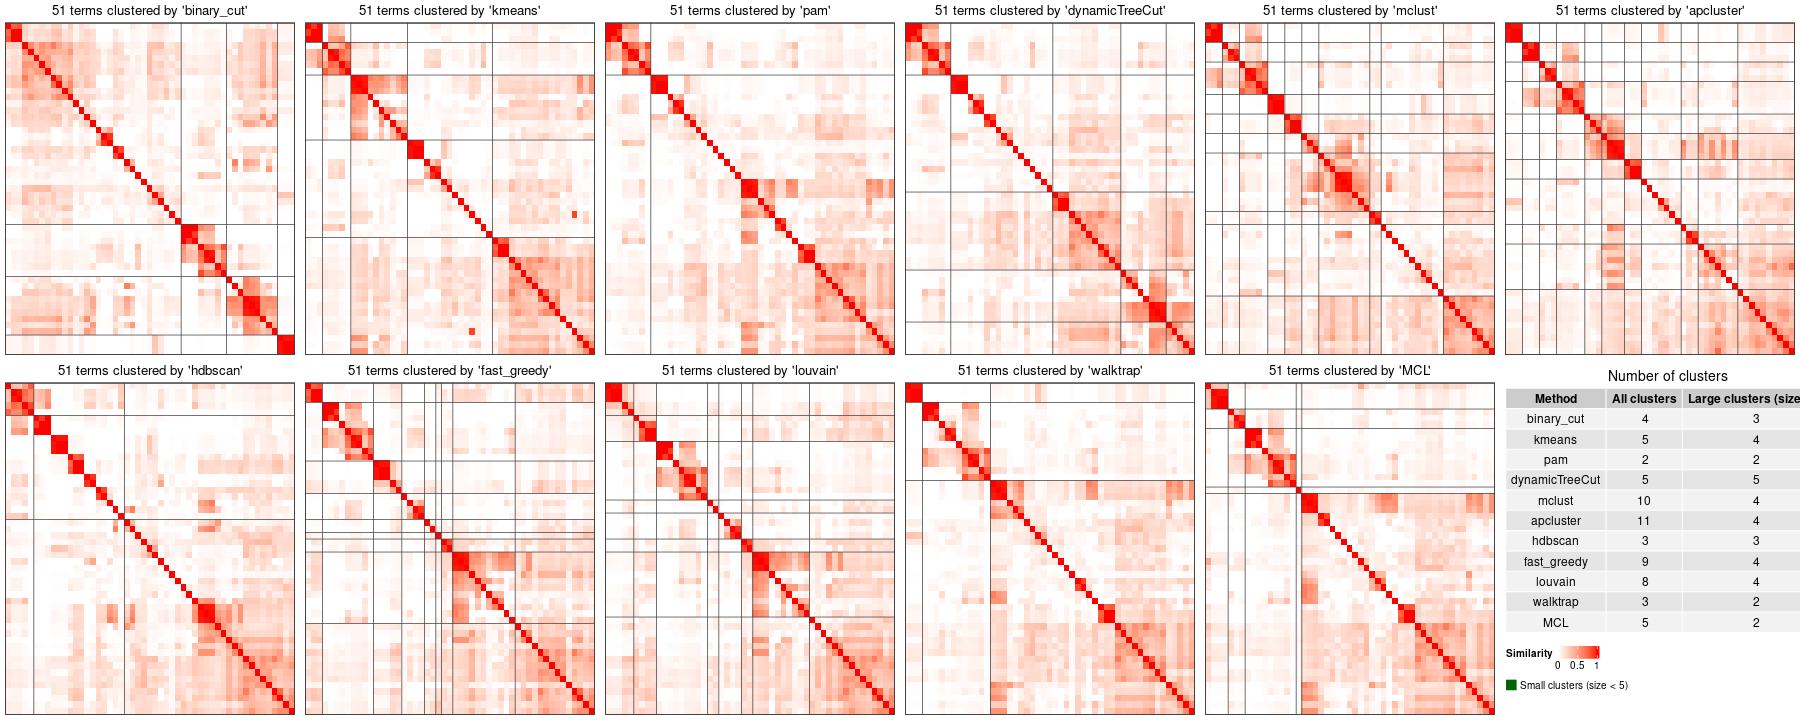 51 terms clustered by 'binary_cut'
51 terms clustered by 'kmeans'
51 terms clustered by 'pam'
51 terms clustered by 'dynamicTreeCut'
51 terms clustered by 'mclust'
51 terms clustered by 'apcluster'
51 terms clustered by 'hdbscan'
51 terms clustered by 'fast_greedy'
51 terms clustered by 'louvain'
51 terms clustered by 'walktrap'
51 terms clustered by 'MCL'
Number of clusters
Method All clusters Large clusters (size
binary_cut 4 3
kmeans 5 4
pam 2 2
dynamicTreeCut 5 5
mclust 10 4
apcluster 11 4
hdbscan 3 3
fast_greedy 9 4
louvain 8 4
walktrap 3 2
MCL 5 2
Similarity
0 0.5 1
Small clusters (size < 5)